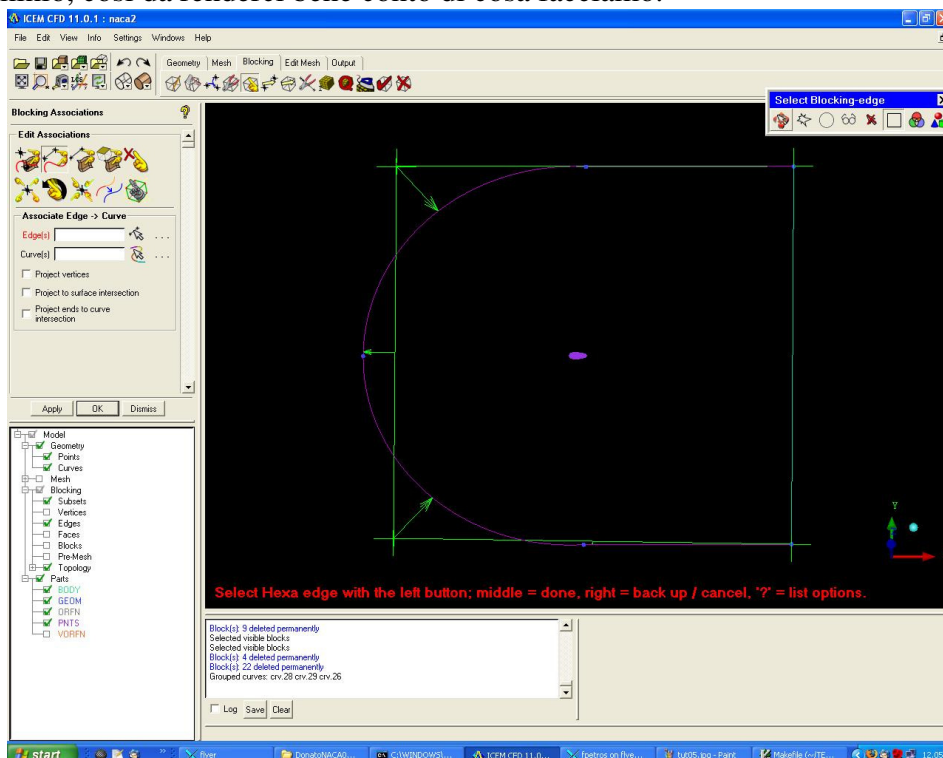 ICEM CFD 11.0.1 : naca2
File Edit View Info Settings Windows Help
Geometry Mesh Blocking Edit Mesh Output
Blocking Associations
Select Blocking-edge
Edit Associations
Associate Edge -> Curve
Edge(s)
Curve(s)
Project vertices
Project to surface intersection
Project ends to curve
intersection
Apply OK Dismiss
Model
Geometry
Points
Curves
Mesh
Blocking
Subsets
Vertices
Edges
Faces
Blocks
Pre-Mesh
Topology
Parts
BODY
GEOM
ORFN
PNTS
VORFN
Y
Select Hexa edge with the left button; middle = done, right = back up / cancel, '?' = list options.
Block(s): 9 deleted permanently
Selected visible blocks
Selected visible blocks
Block(s): 4 deleted permanently
Block(s): 22 deleted permanently
Grouped curves: crv.28 crv.29 crv.26
Log Save Clear
start flyer DonatoNACA0... C:\WINDOWS\... ICEM CFD 11.0... fpetros on flye... tut05.jpg - Paint Makefile (~/TE... 12.05